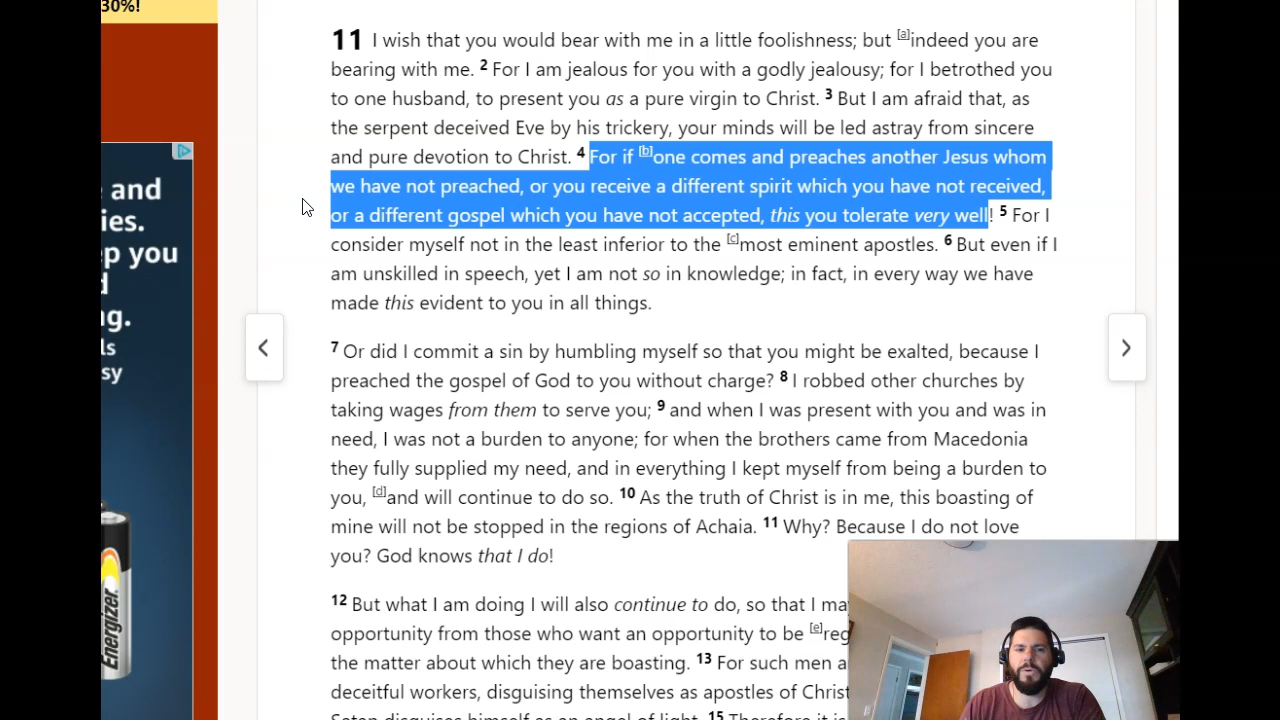 30%!
11 I wish that you would bear with me in a little foolishness; but [a]indeed you are
bearing with me. 2 For I am jealous for you with a godly jealousy; for I betrothed you
to one husband, to present you as a pure virgin to Christ. 3 But I am afraid that, as
the serpent deceived Eve by his trickery, your minds will be led astray from sincere
and pure devotion to Christ. 4 For if [b]one comes and preaches another Jesus whom
we have not preached, or you receive a different spirit which you have not received,
or a different gospel which you have not accepted, this you tolerate very well! 5 For I
consider myself not in the least inferior to the [c]most eminent apostles. 6 But even if I
am unskilled in speech, yet I am not so in knowledge; in fact, in every way we have
made this evident to you in all things.
7 Or did I commit a sin by humbling myself so that you might be exalted, because I
preached the gospel of God to you without charge? 8 I robbed other churches by
taking wages from them to serve you; 9 and when I was present with you and was in
need, I was not a burden to anyone; for when the brothers came from Macedonia
they fully supplied my need, and in everything I kept myself from being a burden to
you, [d]and will continue to do so. 10 As the truth of Christ is in me, this boasting of
mine will not be stopped in the regions of Achaia. 11 Why? Because I do not love
you? God knows that I do!
12 But what I am doing I will also continue to do, so that I ma
opportunity from those who want an opportunity to be [e]reg
the matter about which they are boasting. 13 For such men a
deceitful workers, disguising themselves as apostles of Christ
Satan disguises himself as an angel of light. 15 Therefore it is
and
ies.
p you
d
ng.
ls
sy
Energizer